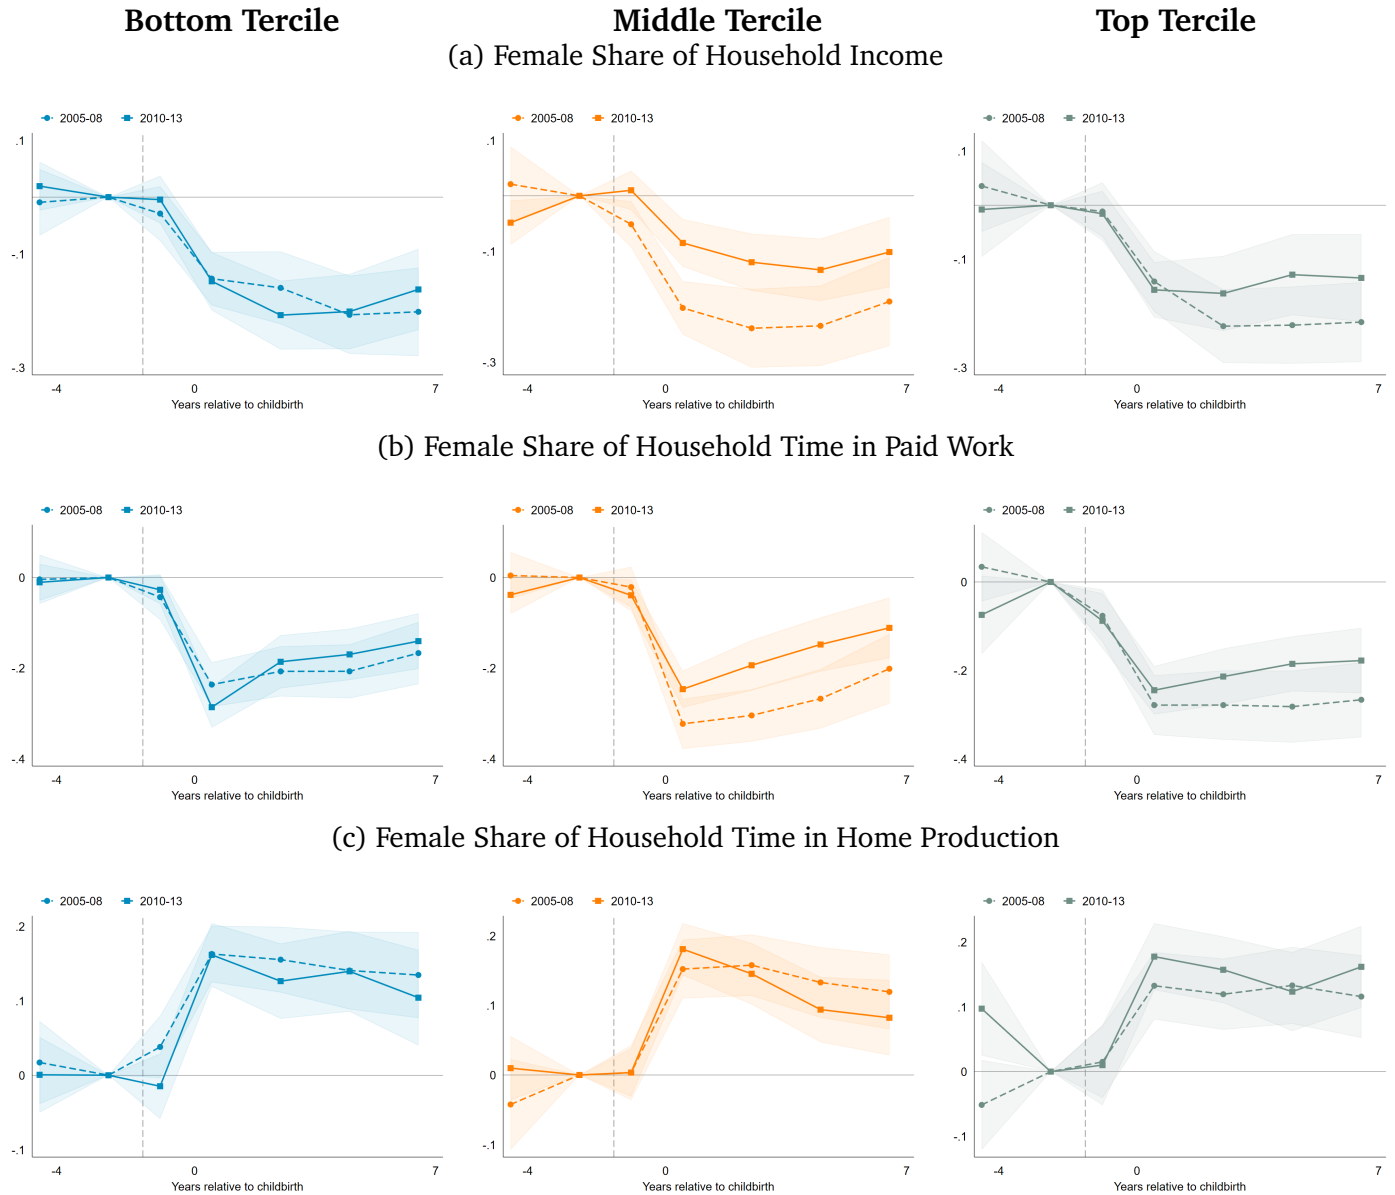 Bottom Tercile Middle Tercile Top Tercile
(a) Female Share of Household Income
2005-08 2010-13 2005-08 2010-13 2005-08 2010-13
.1 .1 .1
-.1 -.1 -.1
-.3 -.3 -.3
-4 0 7 -4 0 7 -4 0 7
Years relative to childbirth Years relative to childbirth Years relative to childbirth
(b) Female Share of Household Time in Paid Work
2005-08 2010-13 2005-08 2010-13 2005-08 2010-13
0 0 0
-.2 -.2 -.2
-.4 -.4 -.4
-4 0 7 -4 0 7 -4 0 7
Years relative to childbirth Years relative to childbirth Years relative to childbirth
(c) Female Share of Household Time in Home Production
2005-08 2010-13 2005-08 2010-13 2005-08 2010-13
.2 .2 .2
.1 .1 .1
0 0 0
-.1 -.1 -.1
-4 0 7 -4 0 7 -4 0 7
Years relative to childbirth Years relative to childbirth Years relative to childbirth